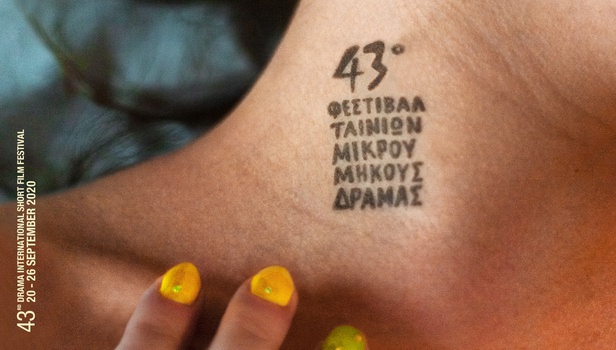 43°
ΦΕΣΤΙΒΑΛ
ΤΑΙΝΙΩΝ
ΜΙΚΡΟΥ
ΜΗΚΟΥΣ
ΔΡΑΜΑΣ
43RD DRAMA INTERNATIONAL SHORT FILM FESTIVAL
20 - 26 SEPTEMBER 2020